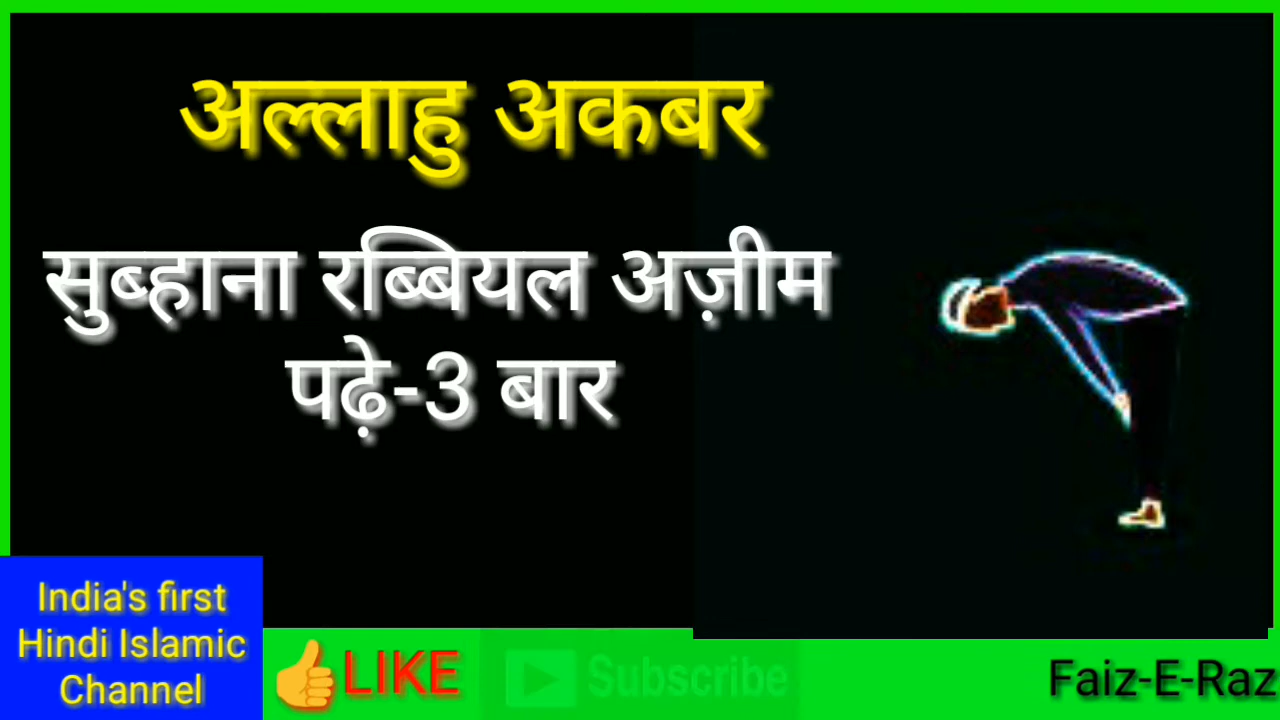 अल्लाहु अकबर
सुब्हाना रब्बियल अज़ीम
पढ़े-3 बार
India's first
Hindi Islamic
Channel
LIKE
Subscribe
Faiz-E-Raz